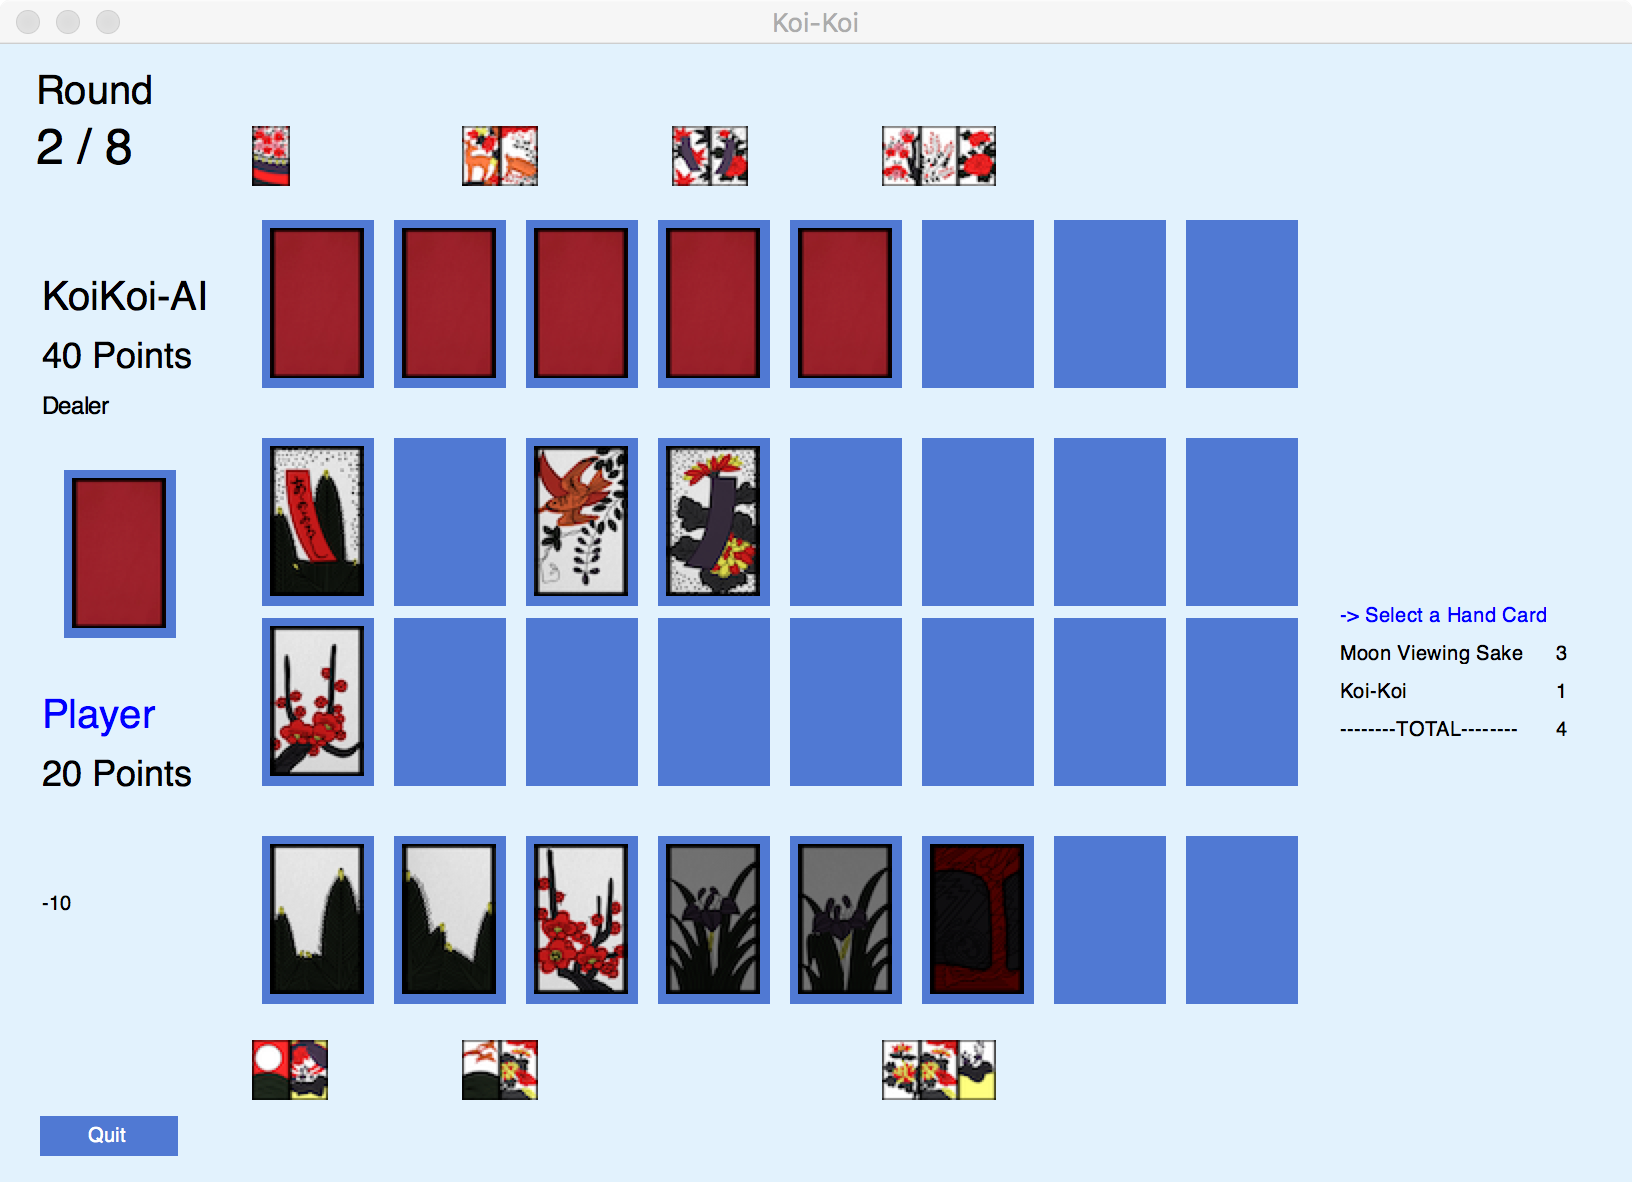 Koi-Koi
Round
2 / 8
KoiKoi-AI
40 Points
Dealer
-> Select a Hand Card
Moon Viewing Sake 3
Koi-Koi 1
--------TOTAL-------- 4
Player
20 Points
-10
Quit